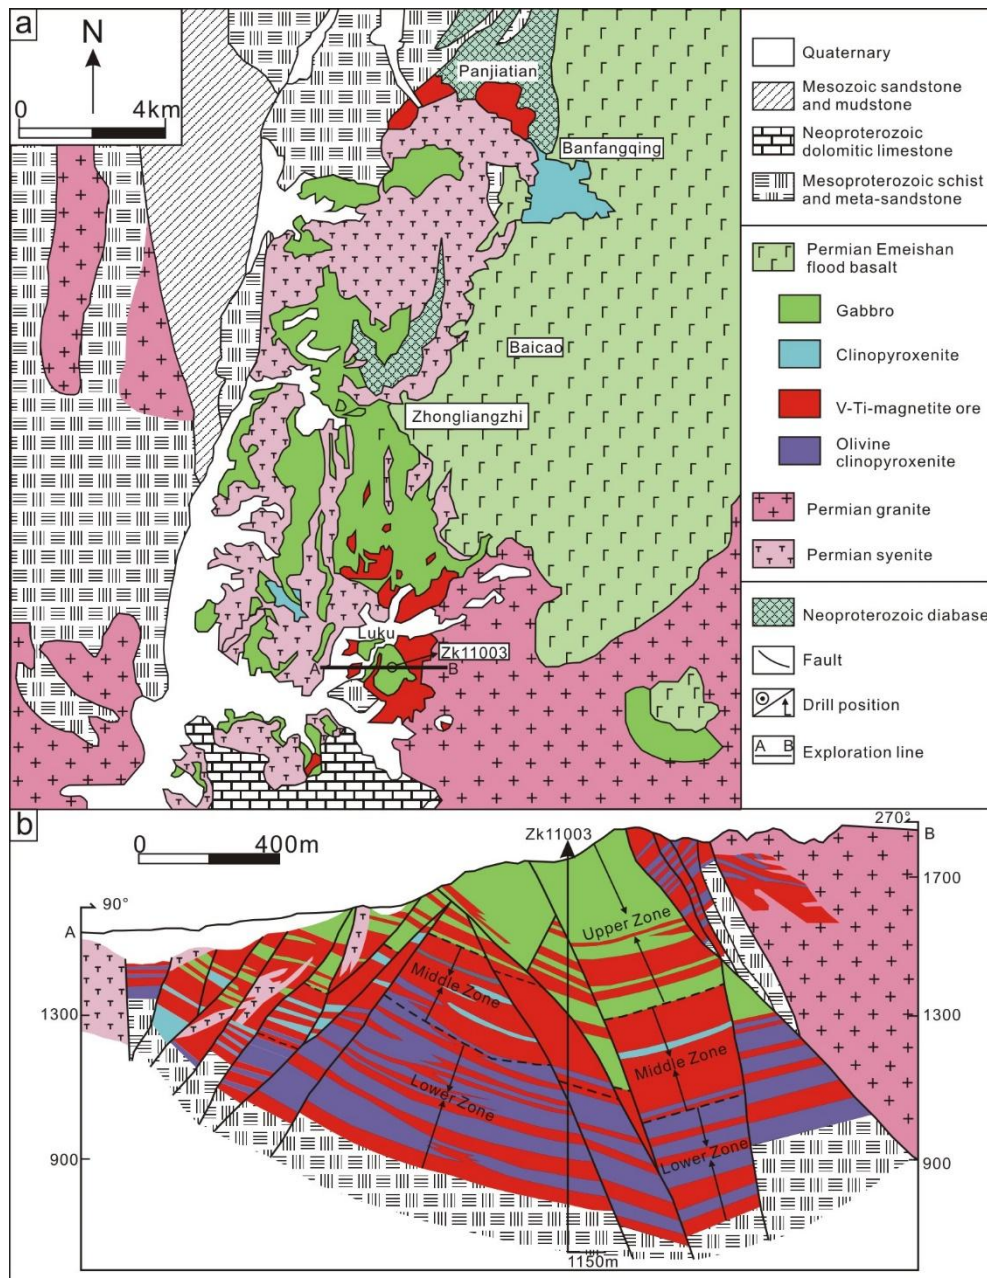 a
N
0 4km
Panjiatian
Banfangqing
Baicao
Zhongliangzhi
Luku
Zk11003
A B
Quaternary
Mesozoic sandstone
and mudstone
Neoproterozoic
dolomitic limestone
Mesoproterozoic schist
and meta-sandstone
Permian Emeishan
flood basalt
Gabbro
Clinopyroxenite
V-Ti-magnetite ore
Olivine
clinopyroxenite
Permian granite
Permian syenite
Neoproterozoic diabase
Fault
Drill position
A B
Exploration line
b
0 400m
Zk11003
270°
B
90°
A
1700
1300
900
1300
900
Upper Zone
Middle Zone
Lower Zone
Middle Zone
Lower Zone
1150m